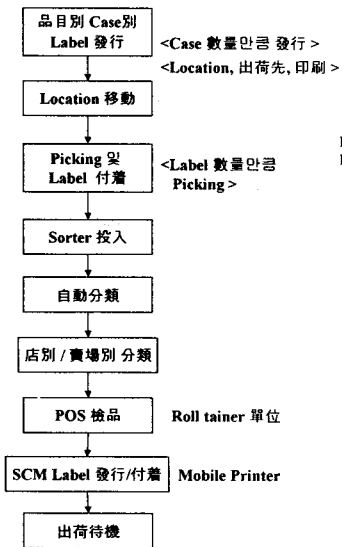 品目別 Case別
Label 發行
<Case 數量만큼 發行 >
<Location, 出荷先, 印刷 >
Location 移動
Picking 및
Label 付着
<Label 數量만큼
Picking >
Sorter 投入
自動分類
店別 / 賣場別 分類
POS 檢品
Roll tainer 單位
SCM Label 發行/付着
Mobile Printer
出荷待機